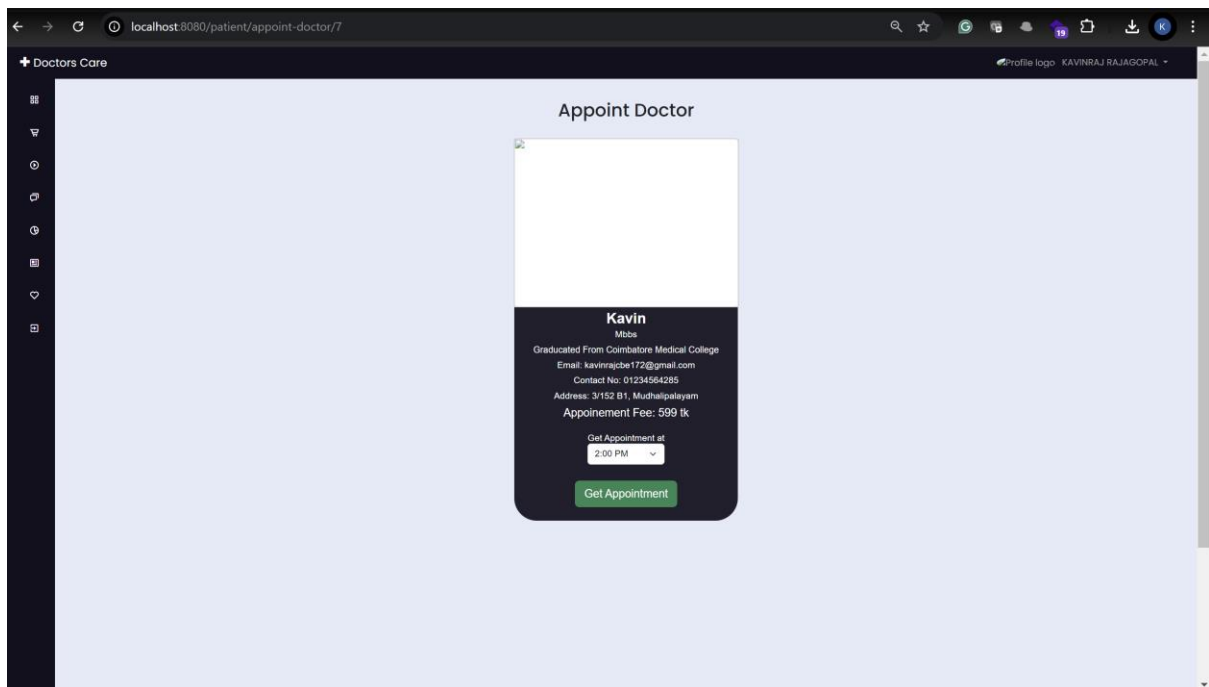 localhost:8080/patient/appoint-doctor/7
19
K
Doctors Care
Profile logo KAVINRAJ RAJAGOPAL
Appoint Doctor
Kavin
Mbbs
Graducated From Coimbatore Medical College
Email: kavinrajcbe172@gmail.com
Contact No: 01234564285
Address: 3/152 B1, Mudhalipalayam
Appoinement Fee: 599 tk
Get Appointment at
2:00 PM
Get Appointment